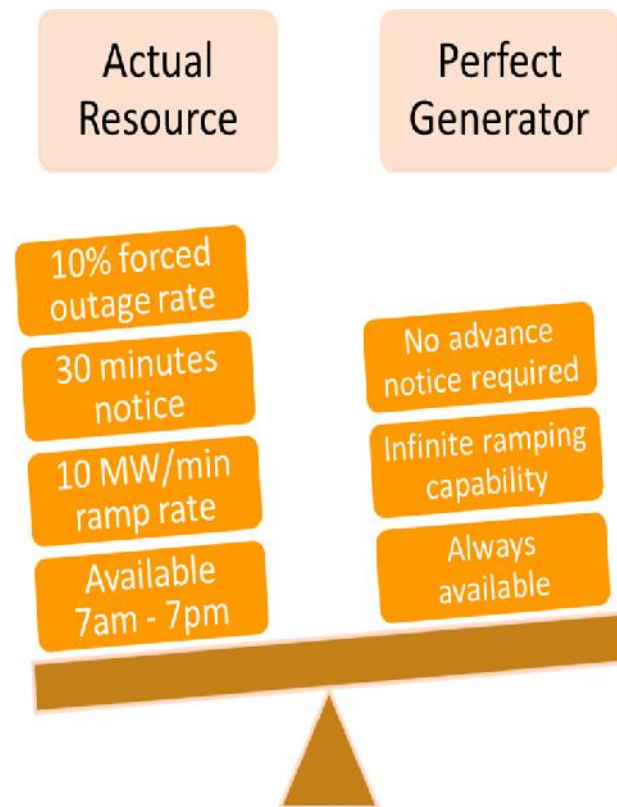 Actual
Resource
Perfect
Generator
10% forced
outage rate
30 minutes
notice
10 MW/min
ramp rate
Available
7am - 7pm
No advance
notice required
Infinite ramping
capability
Always
available